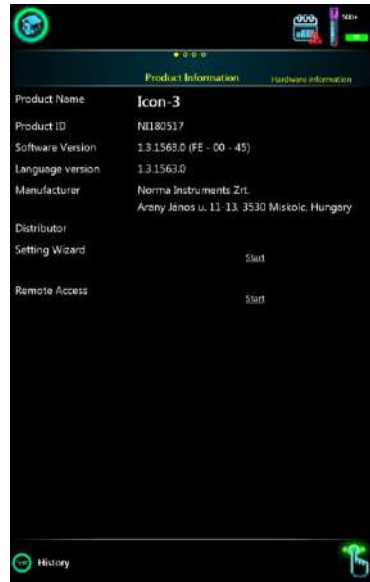 500+
Product Information
Hardware information
Product Name Icon-3
Product ID NI180517
Software Version 1.3.1563.0 (FE - 00 - 45)
Language version 1.3.1563.0
Manufacturer Norma Instruments Zrt.
Arany János u. 11-13, 3530 Miskolc, Hungary
Distributor
Setting Wizard Start
Remote Access Start
History